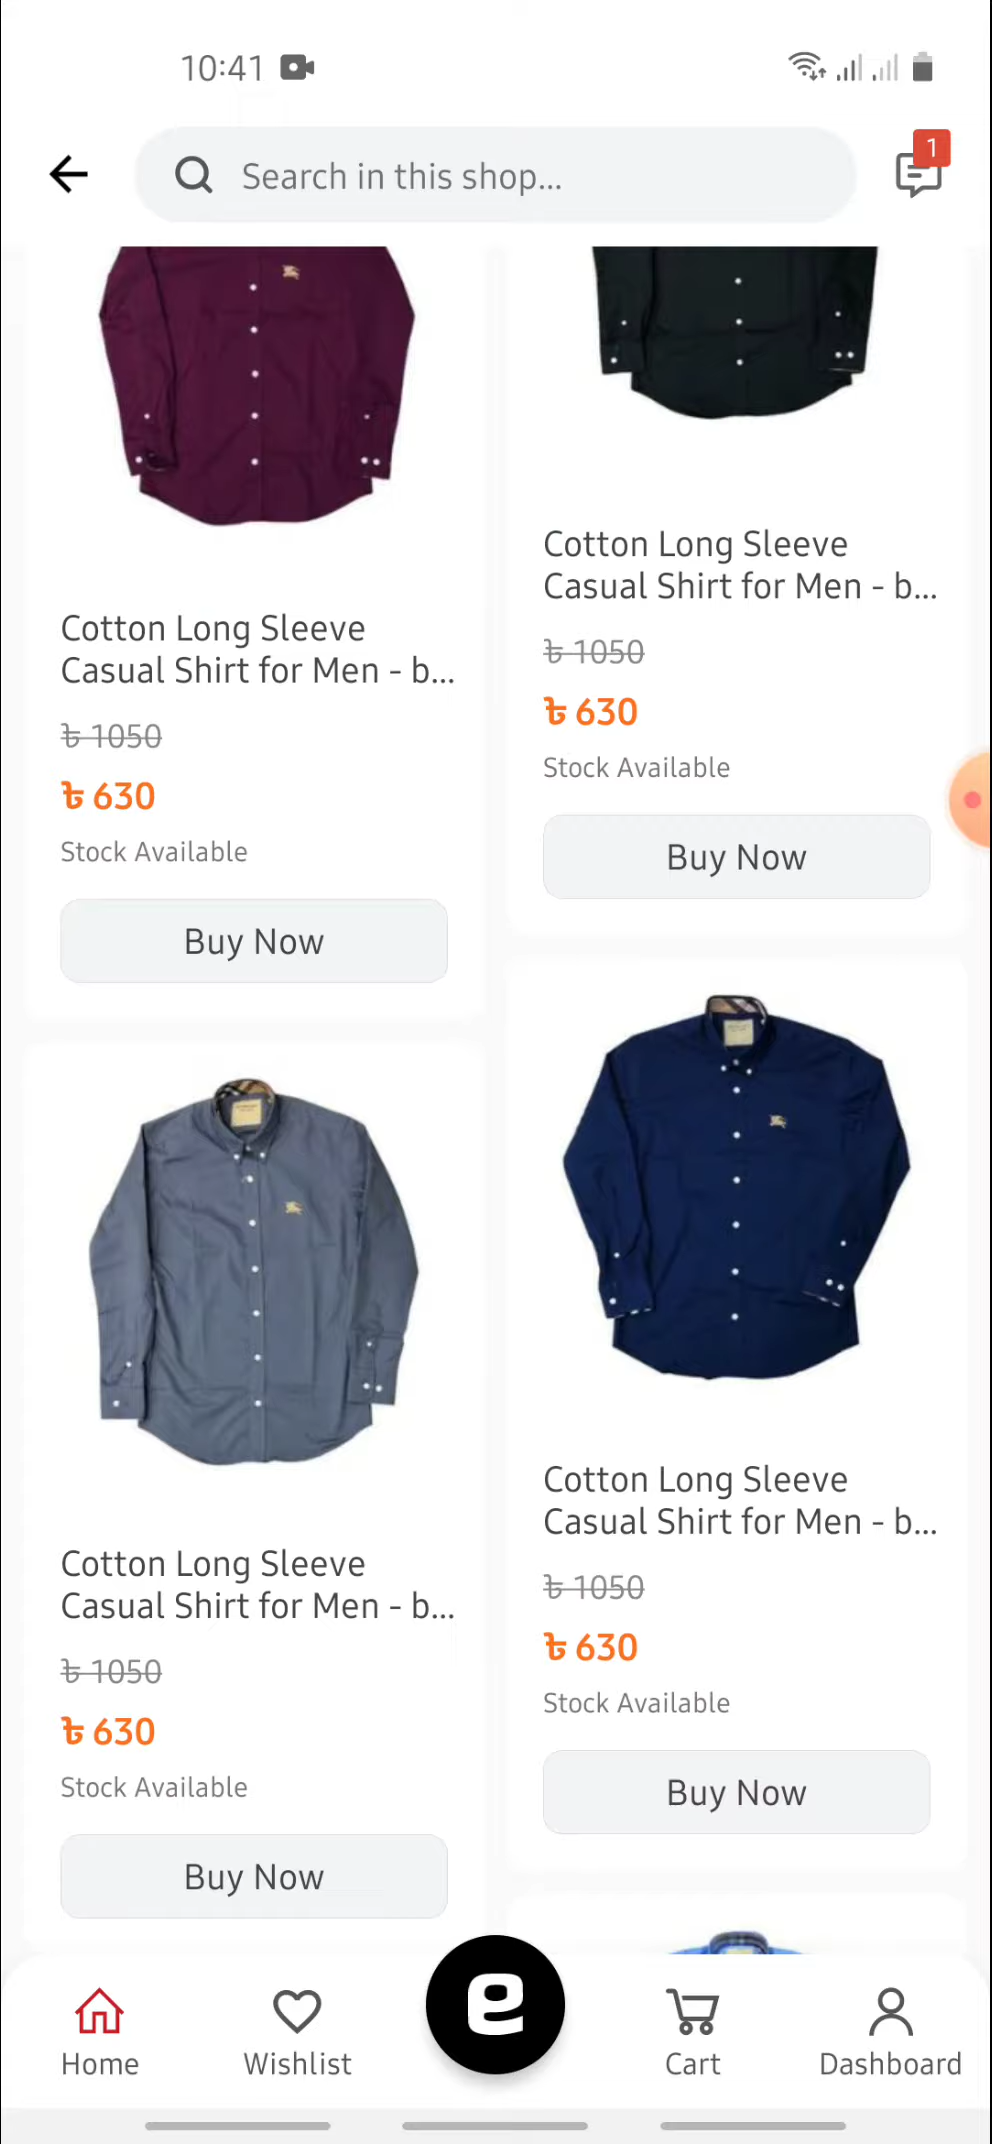 10:41
Search in this shop...
1
Cotton Long Sleeve
Casual Shirt for Men - b...
৳ 1050
৳ 630
Stock Available
Buy Now
Cotton Long Sleeve
Casual Shirt for Men - b...
৳ 1050
৳ 630
Stock Available
Buy Now
Cotton Long Sleeve
Casual Shirt for Men - b...
৳ 1050
৳ 630
Stock Available
Buy Now
Cotton Long Sleeve
Casual Shirt for Men - b...
৳ 1050
৳ 630
Stock Available
Buy Now
Home
Wishlist
e
Cart
Dashboard